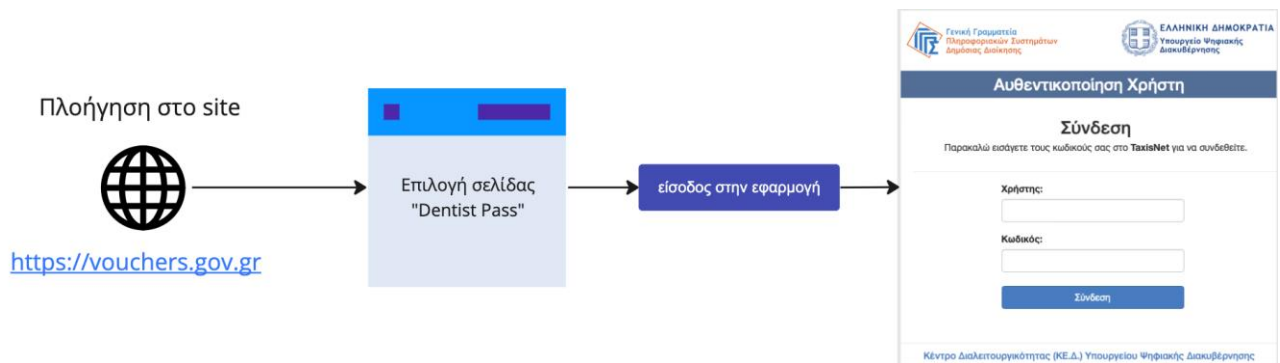 Πλοήγηση στο site
https://vouchers.gov.gr
Επιλογή σελίδας
"Dentist Pass"
είσοδος στην εφαρμογή
Γενική Γραμματεία
Πληροφοριακών Συστημάτων
Δημόσιας Διοίκησης
ΕΛΛΗΝΙΚΗ ΔΗΜΟΚΡΑΤΙΑ
Υπουργείο Ψηφιακής
Διακυβέρνησης
Αυθεντικοποίηση Χρήστη
Σύνδεση
Παρακαλώ εισάγετε τους κωδικούς σας στο TaxisNet για να συνδεθείτε.
Χρήστης:
Κωδικός:
Σύνδεση
Κέντρο Διαλειτουργικότητας (ΚΕ.Δ.) Υπουργείου Ψηφιακής Διακυβέρνησης